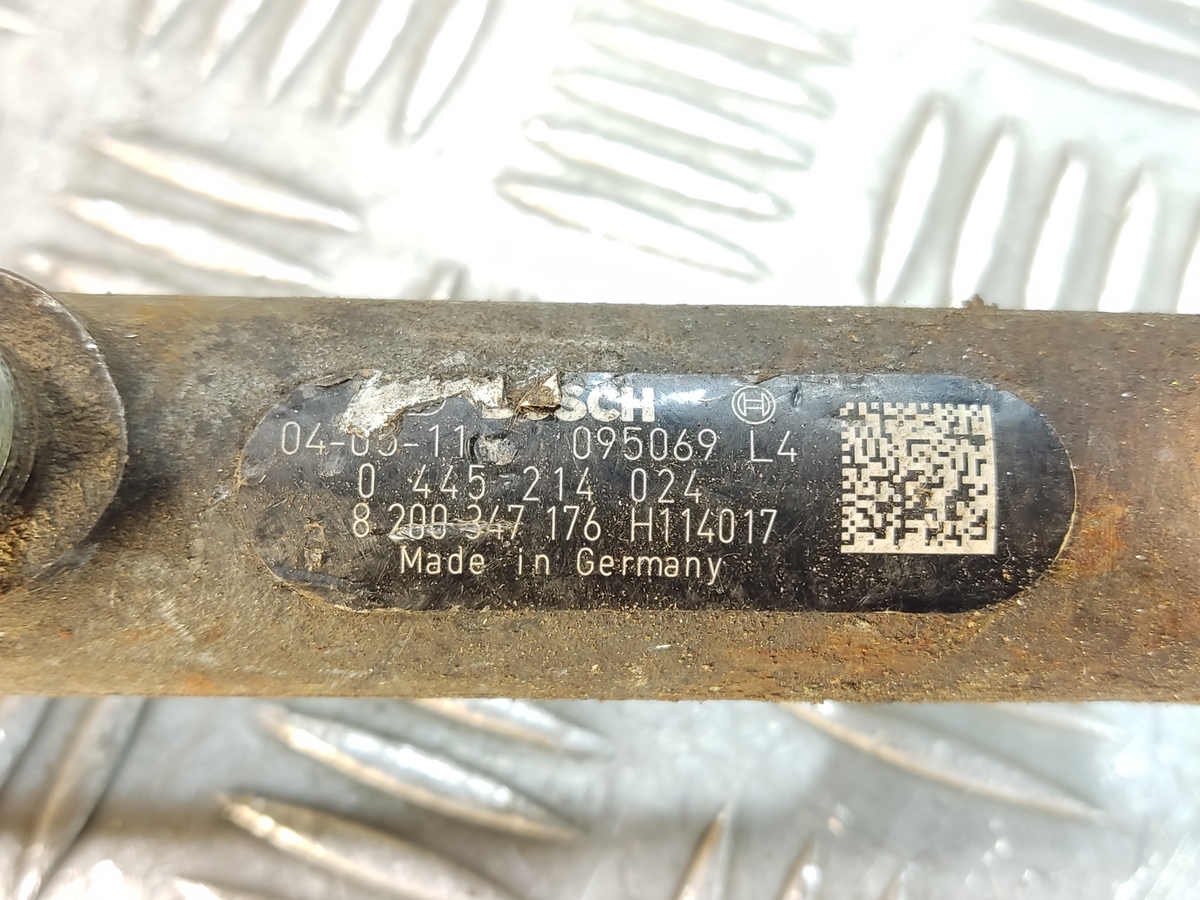 BOSCH
04-05-11 095069 L4
0 445 214 024
8 200 347 176 H114017
Made in Germany